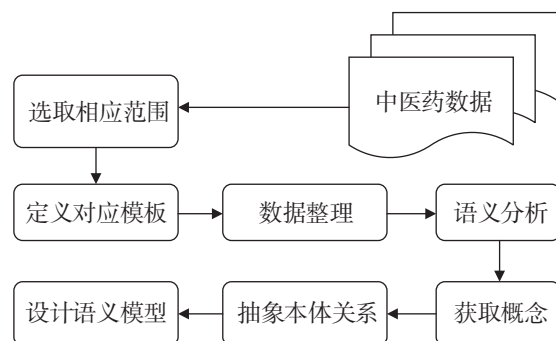 中医药数据
选取相应范围
定义对应模板
数据整理
语义分析
获取概念
抽象本体关系
设计语义模型